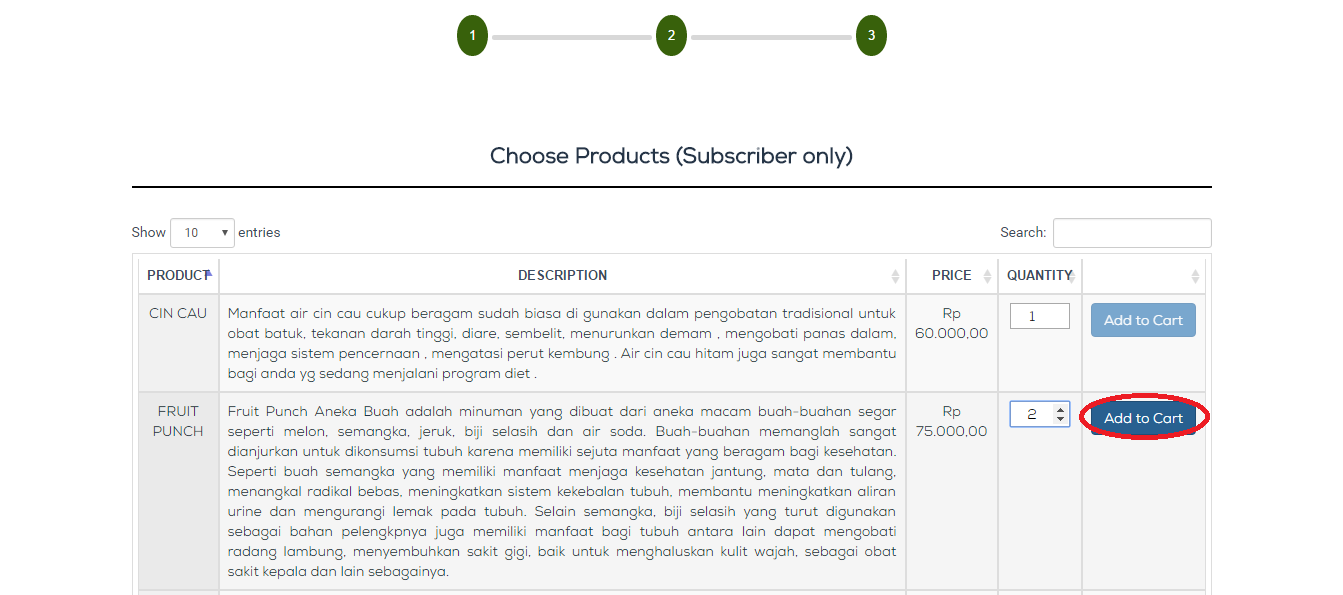 1 2 3
Choose Products (Subscriber only)
Show 10 entries Search:
PRODUCT DESCRIPTION PRICE QUANTITY
CIN CAU Manfaat air cin cau cukup beragam sudah biasa di gunakan dalam pengobatan tradisional untuk Rp 1 Add to Cart
obat batuk, tekanan darah tinggi, diare, sembelit, menurunkan demam , mengobati panas dalam, 60.000,00
menjaga sistem pencernaan , mengatasi perut kembung . Air cin cau hitam juga sangat membantu
bagi anda yg sedang menjalani program diet .
FRUIT Fruit Punch Aneka Buah adalah minuman yang dibuat dari aneka macam buah-buahan segar Rp 2 Add to Cart
PUNCH seperti melon, semangka, jeruk, biji selasih dan air soda. Buah-buahan memanglah sangat 75.000,00
dianjurkan untuk dikonsumsi tubuh karena memiliki sejuta manfaat yang beragam bagi kesehatan.
Seperti buah semangka yang memiliki manfaat menjaga kesehatan jantung, mata dan tulang,
menangkal radikal bebas, meningkatkan sistem kekebalan tubuh, membantu meningkatkan aliran
urine dan mengurangi lemak pada tubuh. Selain semangka, biji selasih yang turut digunakan
sebagai bahan pelengkpnya juga memiliki manfaat bagi tubuh antara lain dapat mengobati
radang lambung, menyembuhkan sakit gigi, baik untuk menghaluskan kulit wajah, sebagai obat
sakit kepala dan lain sebagainya.